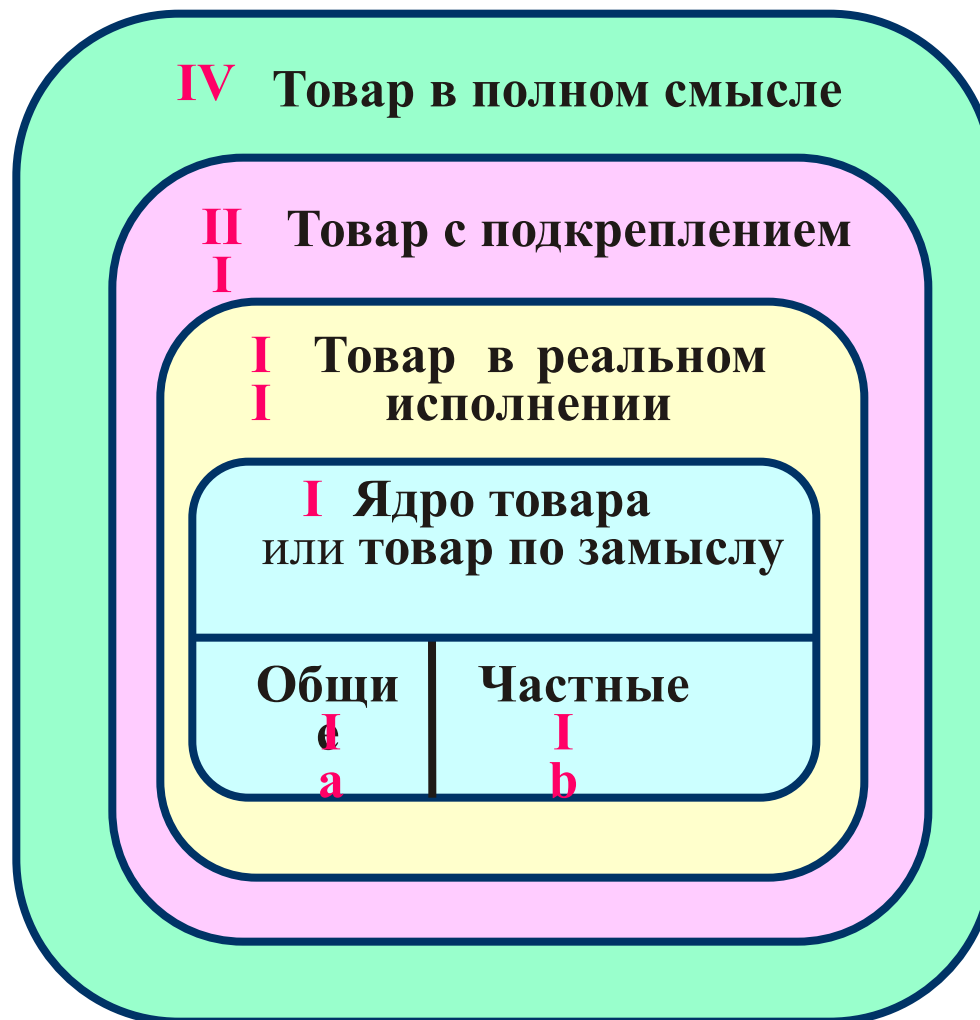 IV Товар в полном смысле
II Товар с подкреплением
I
I Товар в реальном
I исполнении
I Ядро товара
или товар по замыслу
Общи Частные
е I I
a b